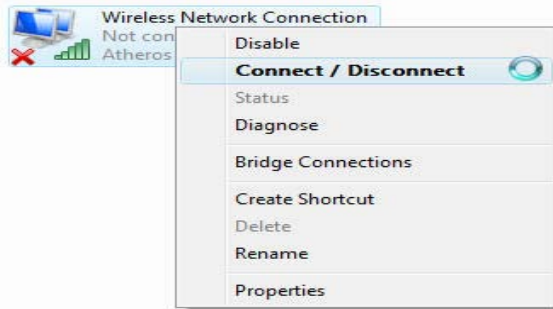 Wireless Network Connection
Not con
Atheros
Disable
Connect / Disconnect
Status
Diagnose
Bridge Connections
Create Shortcut
Delete
Rename
Properties